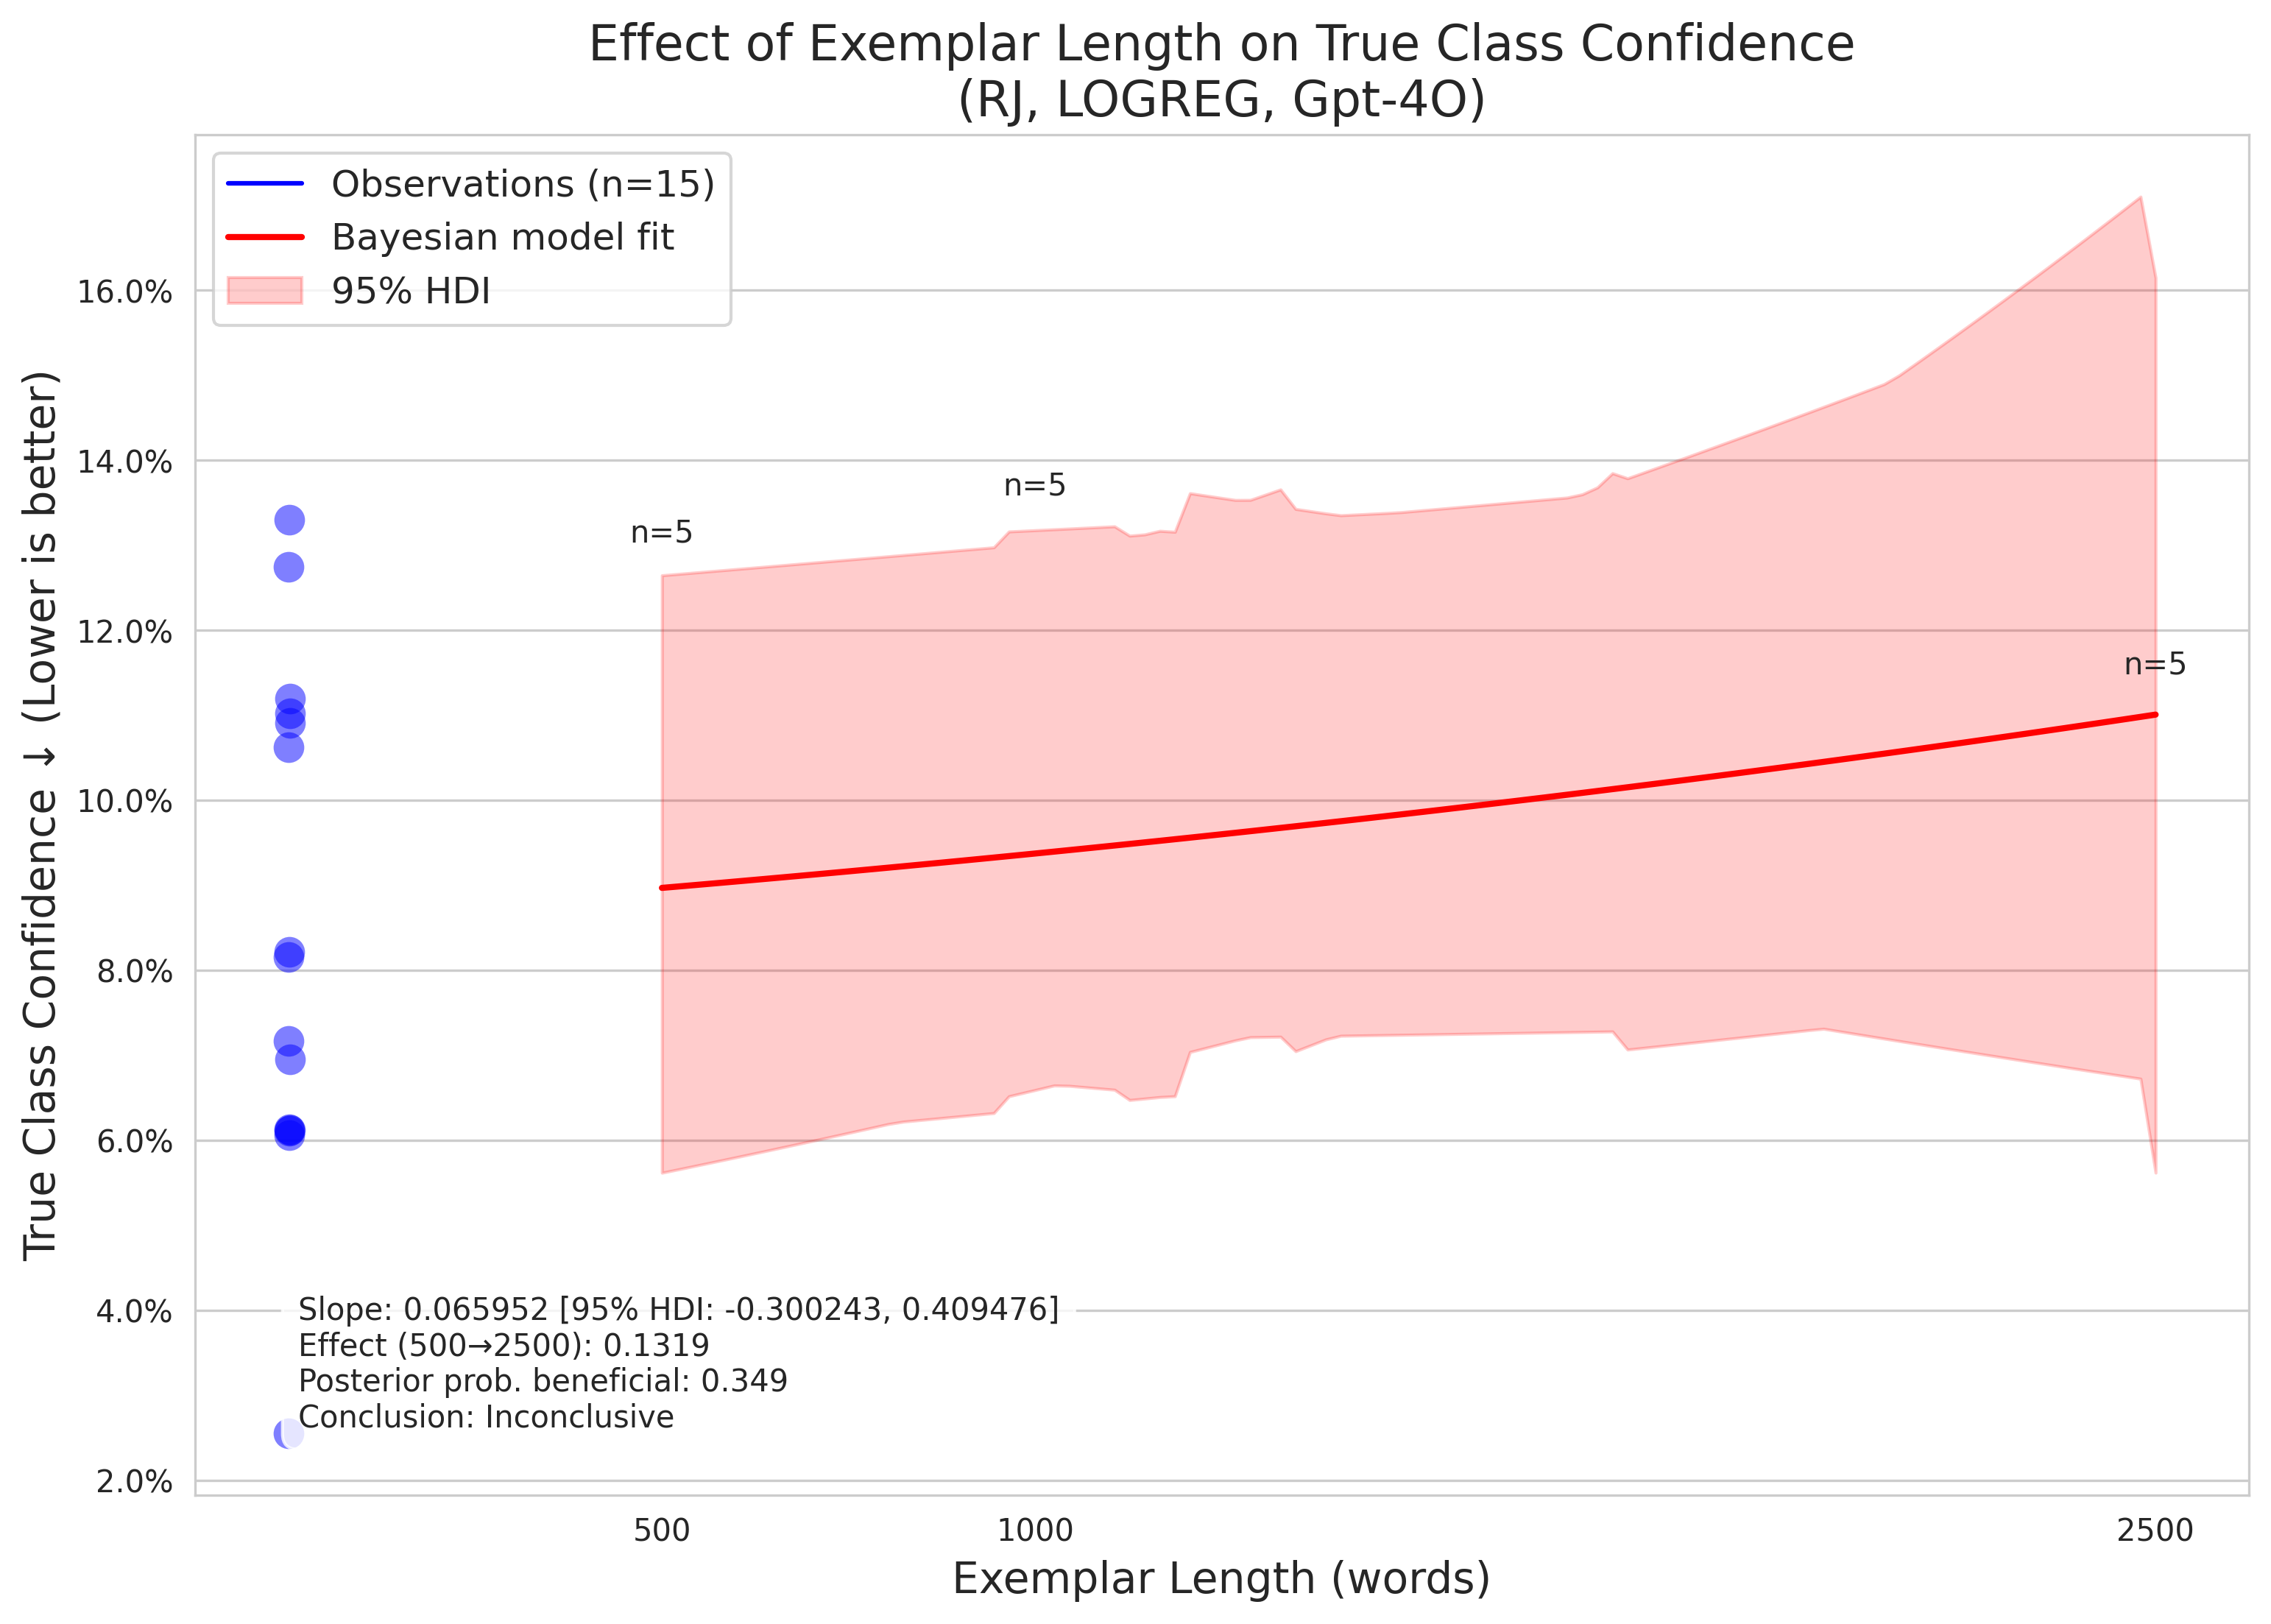 Effect of Exemplar Length on True Class Confidence
(RJ, LOGREG, Gpt-4O)
Observations (n=15)
Bayesian model fit
95% HDI
True Class Confidence ↓ (Lower is better)
16.0%
14.0%
12.0%
10.0%
8.0%
6.0%
4.0%
2.0%
n=5
n=5
n=5
Slope: 0.065952 [95% HDI: -0.300243, 0.409476]
Effect (500→2500): 0.1319
Posterior prob. beneficial: 0.349
Conclusion: Inconclusive
500
1000
2500
Exemplar Length (words)